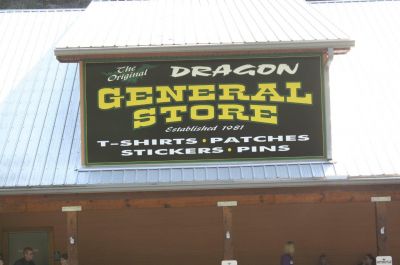 The Original
DRAGON
GENERAL
STORE
Established 1981
T-SHIRTS · PATCHES
STICKERS · PINS